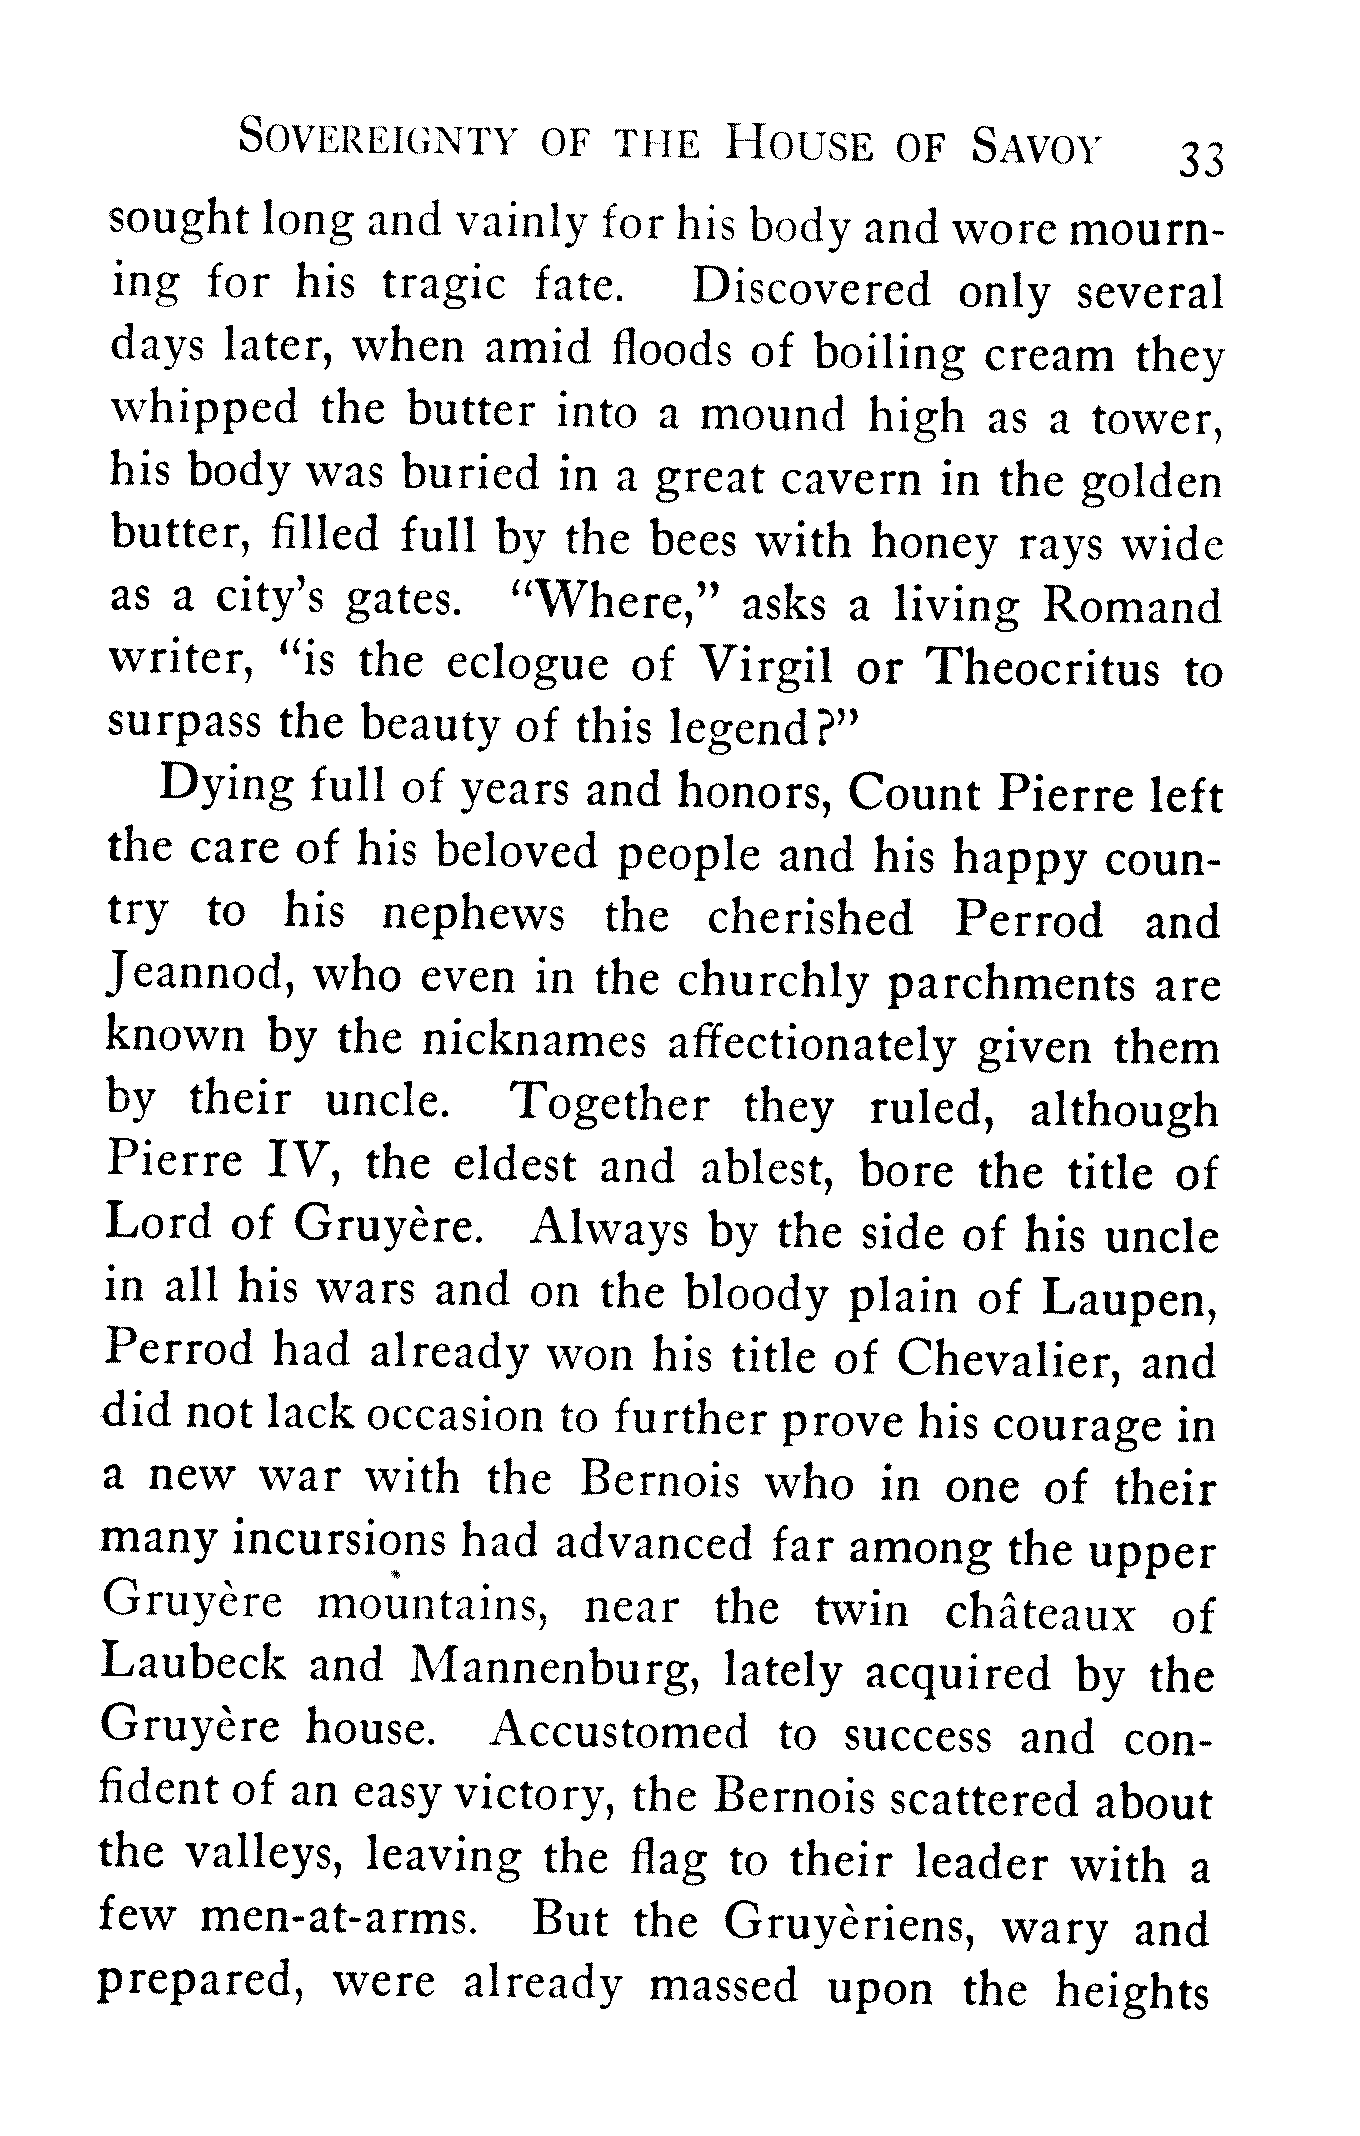 SOVEREIGNTY OF THE HOUSE OF SAVOY 33
sought long and vainly for his body and wore mourn-
ing for his tragic fate. Discovered only several
days later, when amid floods of boiling cream they
whipped the butter into a mound high as a tower,
his body was buried in a great cavern in the golden
butter, filled full by the bees with honey rays wide
as a city's gates. "Where," asks a living Romand
writer, "is the eclogue of Virgil or Theocritus to
surpass the beauty of this legend?"
Dying full of years and honors, Count Pierre left
the care of his beloved people and his happy coun-
try to his nephews the cherished Perrod and
Jeannod, who even in the churchly parchments are
known by the nicknames affectionately given them
by their uncle. Together they ruled, although
Pierre IV, the eldest and ablest, bore the title of
Lord of Gruyère. Always by the side of his uncle
in all his wars and on the bloody plain of Laupen,
Perrod had already won his title of Chevalier, and
did not lack occasion to further prove his courage in
a new war with the Bernois who in one of their
many incursions had advanced far among the upper
Gruyère mountains, near the twin châteaux of
Laubeck and Mannenburg, lately acquired by the
Gruyère house. Accustomed to success and con-
fident of an easy victory, the Bernois scattered about
the valleys, leaving the flag to their leader with a
few men-at-arms. But the Gruyèriens, wary and
prepared, were already massed upon the heights